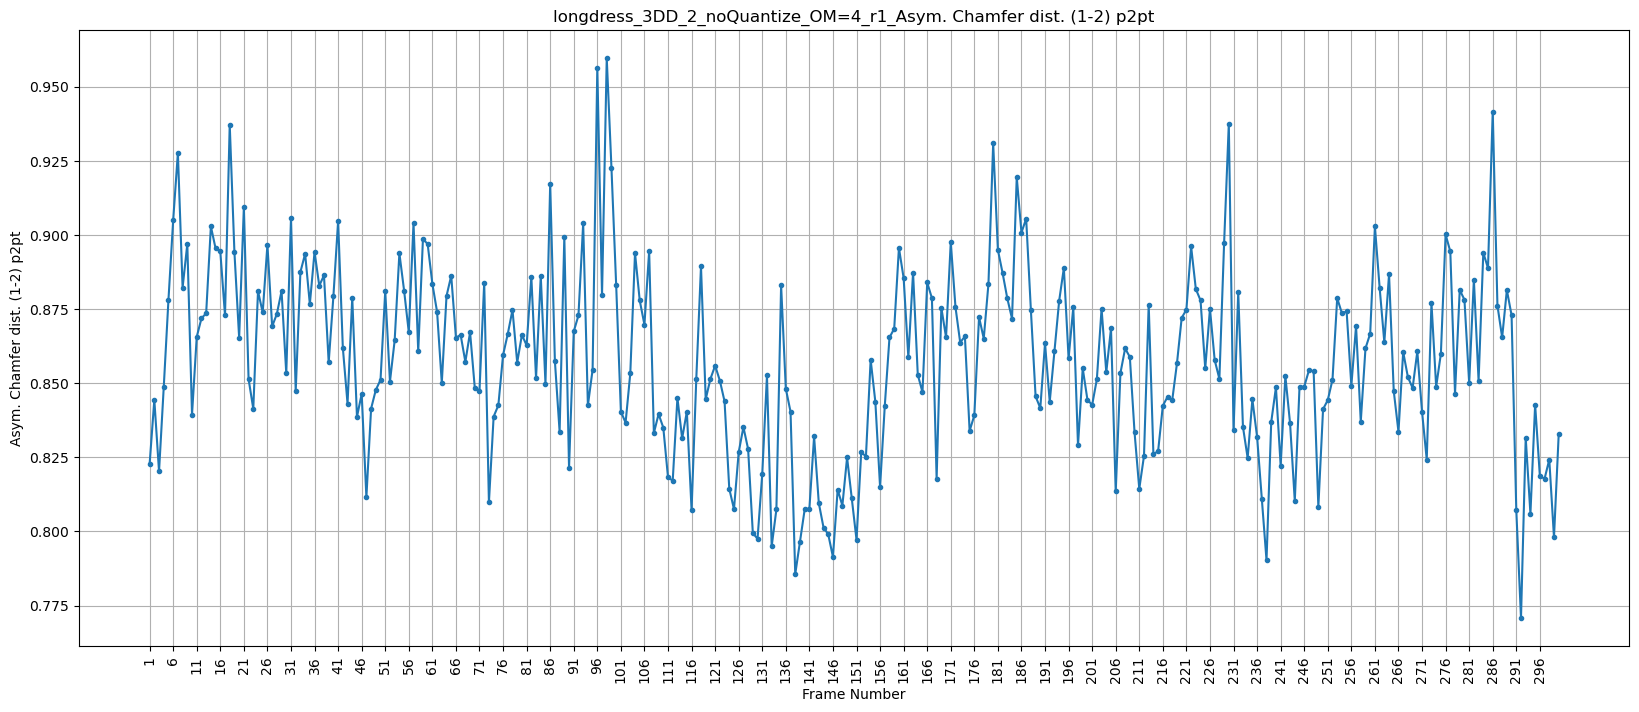 longdress_3DD_2_noQuantize_OM=4_r1_Asym. Chamfer dist. (1-2) p2pt
Asym. Chamfer dist. (1-2) p2pt
0.950
0.925
0.900
0.875
0.850
0.825
0.800
0.775
1 6 11 16 21 26 31 36 41 46 51 56 61 66 71 76 81 86 91 96 101 106 111 116 121 126 131 136 141 146 151 156 161 166 171 176 181 186 191 196 201 206 211 216 221 226 231 236 241 246 251 256 261 266 271 276 281 286 291 296
Frame Number